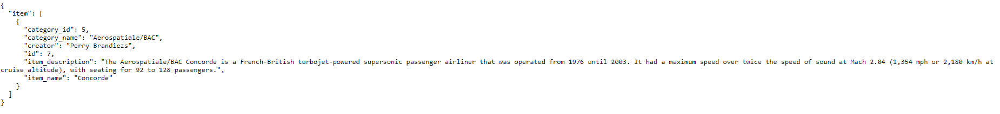 {
  "item": [
    {
      "category_id": 5,
      "category_name": "Aerospatiale/BAC",
      "creator": "Perry Brandiezs",
      "id": 7,
      "item_description": "The Aerospatiale/BAC Concorde is a French-British turbojet-powered supersonic passenger airliner that was operated from 1976 until 2003. It had a maximum speed over twice the speed of sound at Mach 2.04 (1,354 mph or 2,180 km/h at
cruise altitude), with seating for 92 to 128 passengers.",
      "item_name": "Concorde"
    }
  ]
}